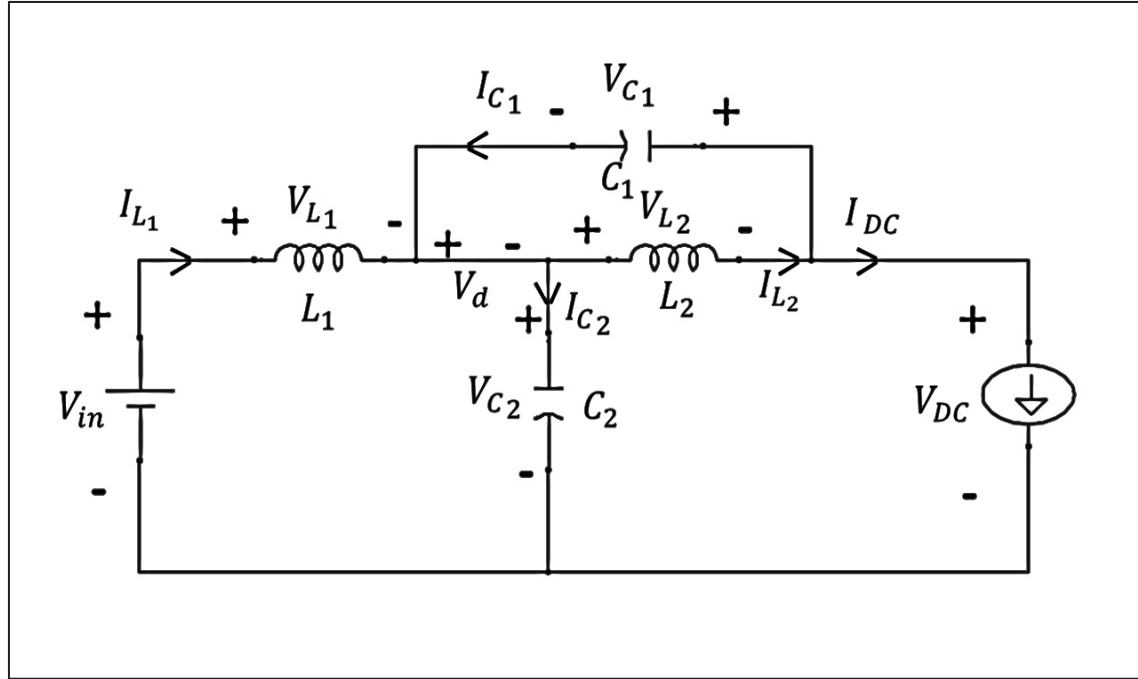 I_{C_1} - V_{C_1} +
C_1
I_{L_1} + V_{L_1} - + - + V_{L_2} - I_{DC}
L_1 V_d I_{C_2} L_2 I_{L_2}
+ + +
V_{in} V_{C_2} C_2 V_{DC}
- - -